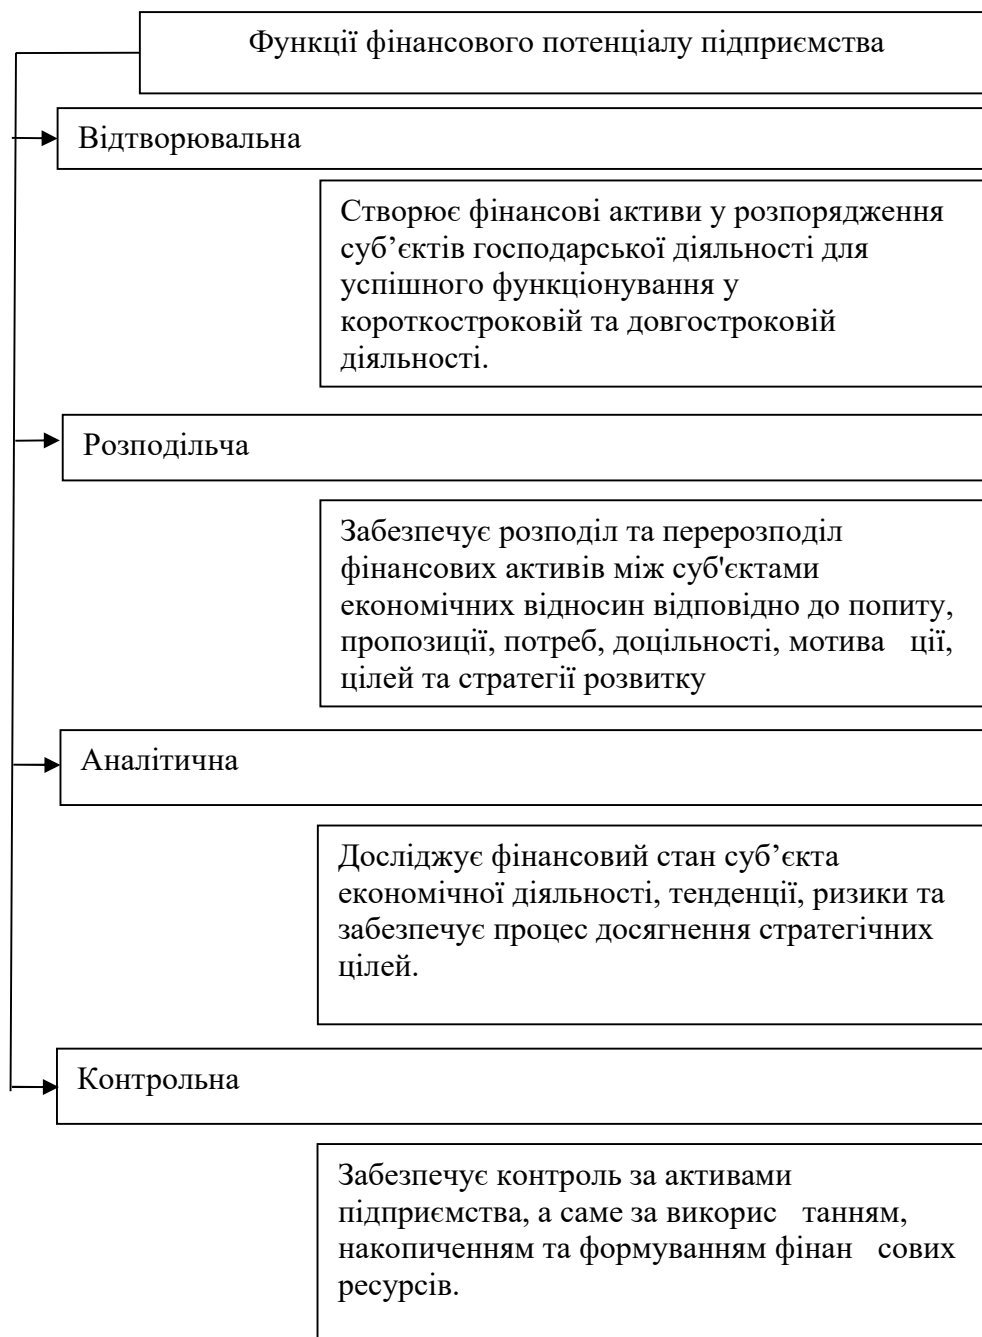 Функції фінансового потенціалу підприємства
Відтворювальна
Створює фінансові активи у розпорядження
суб’єктів господарської діяльності для
успішного функціонування у
короткостроковій та довгостроковій
діяльності.
Розподільча
Забезпечує розподіл та перерозподіл
фінансових активів між суб'єктами
економічних відносин відповідно до попиту,
пропозиції, потреб, доцільності, мотива ції,
цілей та стратегії розвитку
Аналітична
Досліджує фінансовий стан суб’єкта
економічної діяльності, тенденції, ризики та
забезпечує процес досягнення стратегічних
цілей.
Контрольна
Забезпечує контроль за активами
підприємства, а саме за викорис танням,
накопиченням та формуванням фінан сових
ресурсів.